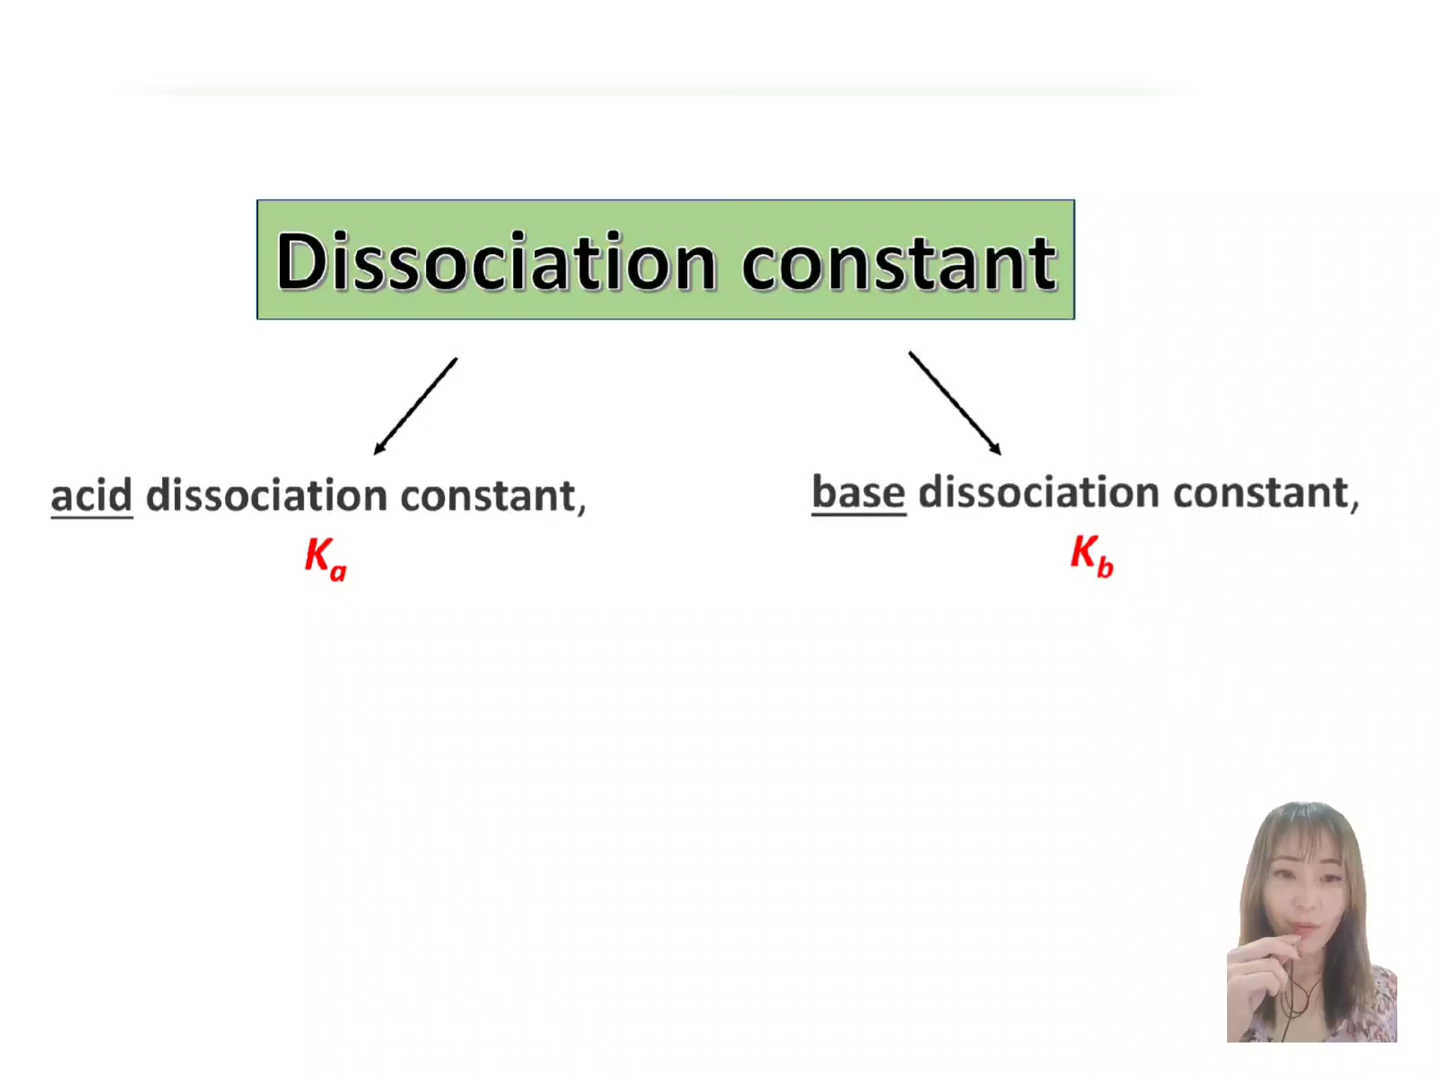 Dissociation constant
acid dissociation constant,
Ka
base dissociation constant,
Kb